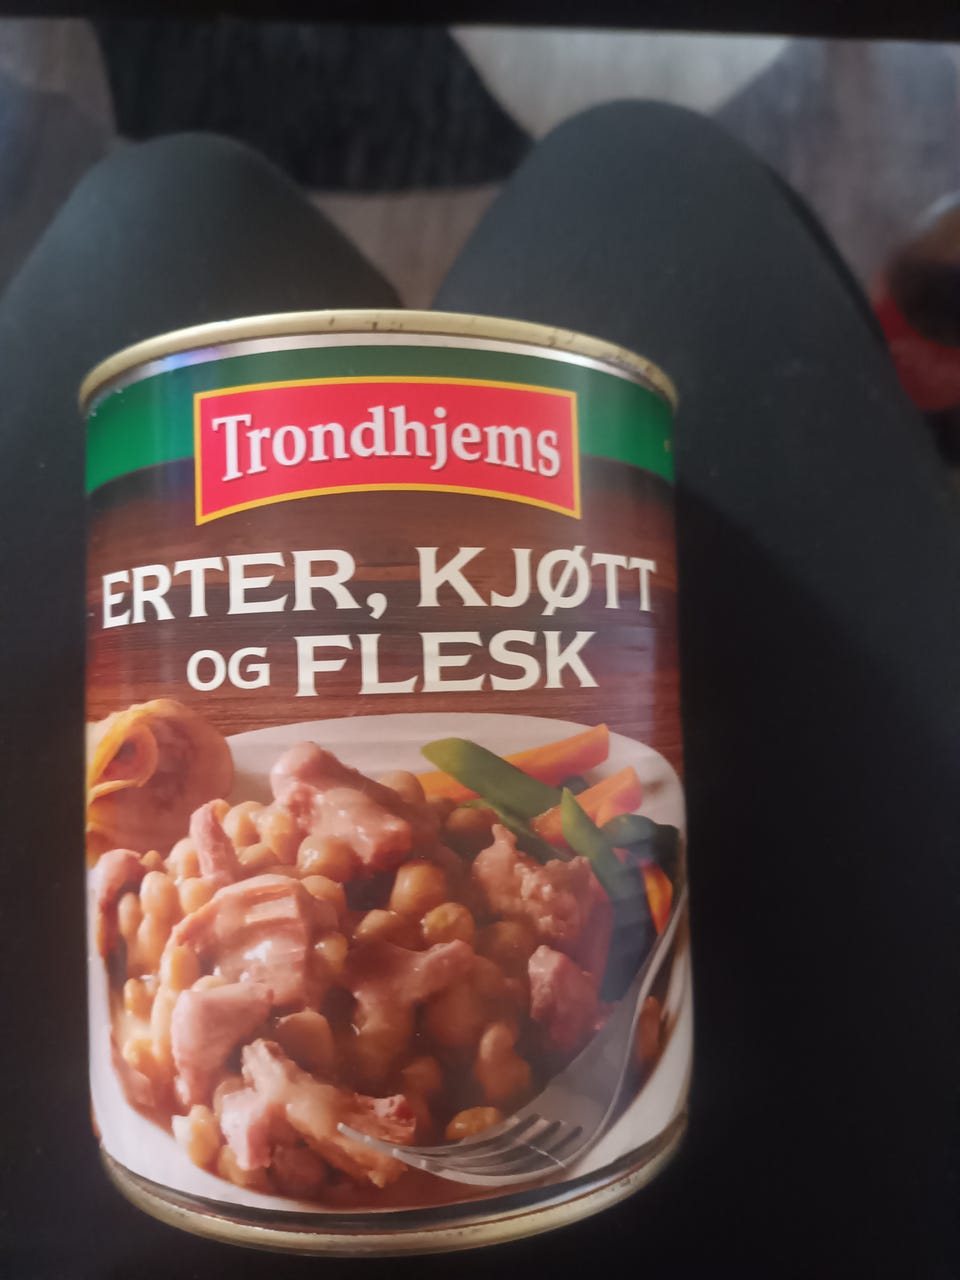 Trondhjems
ERTER, KJØTT
OG FLESK